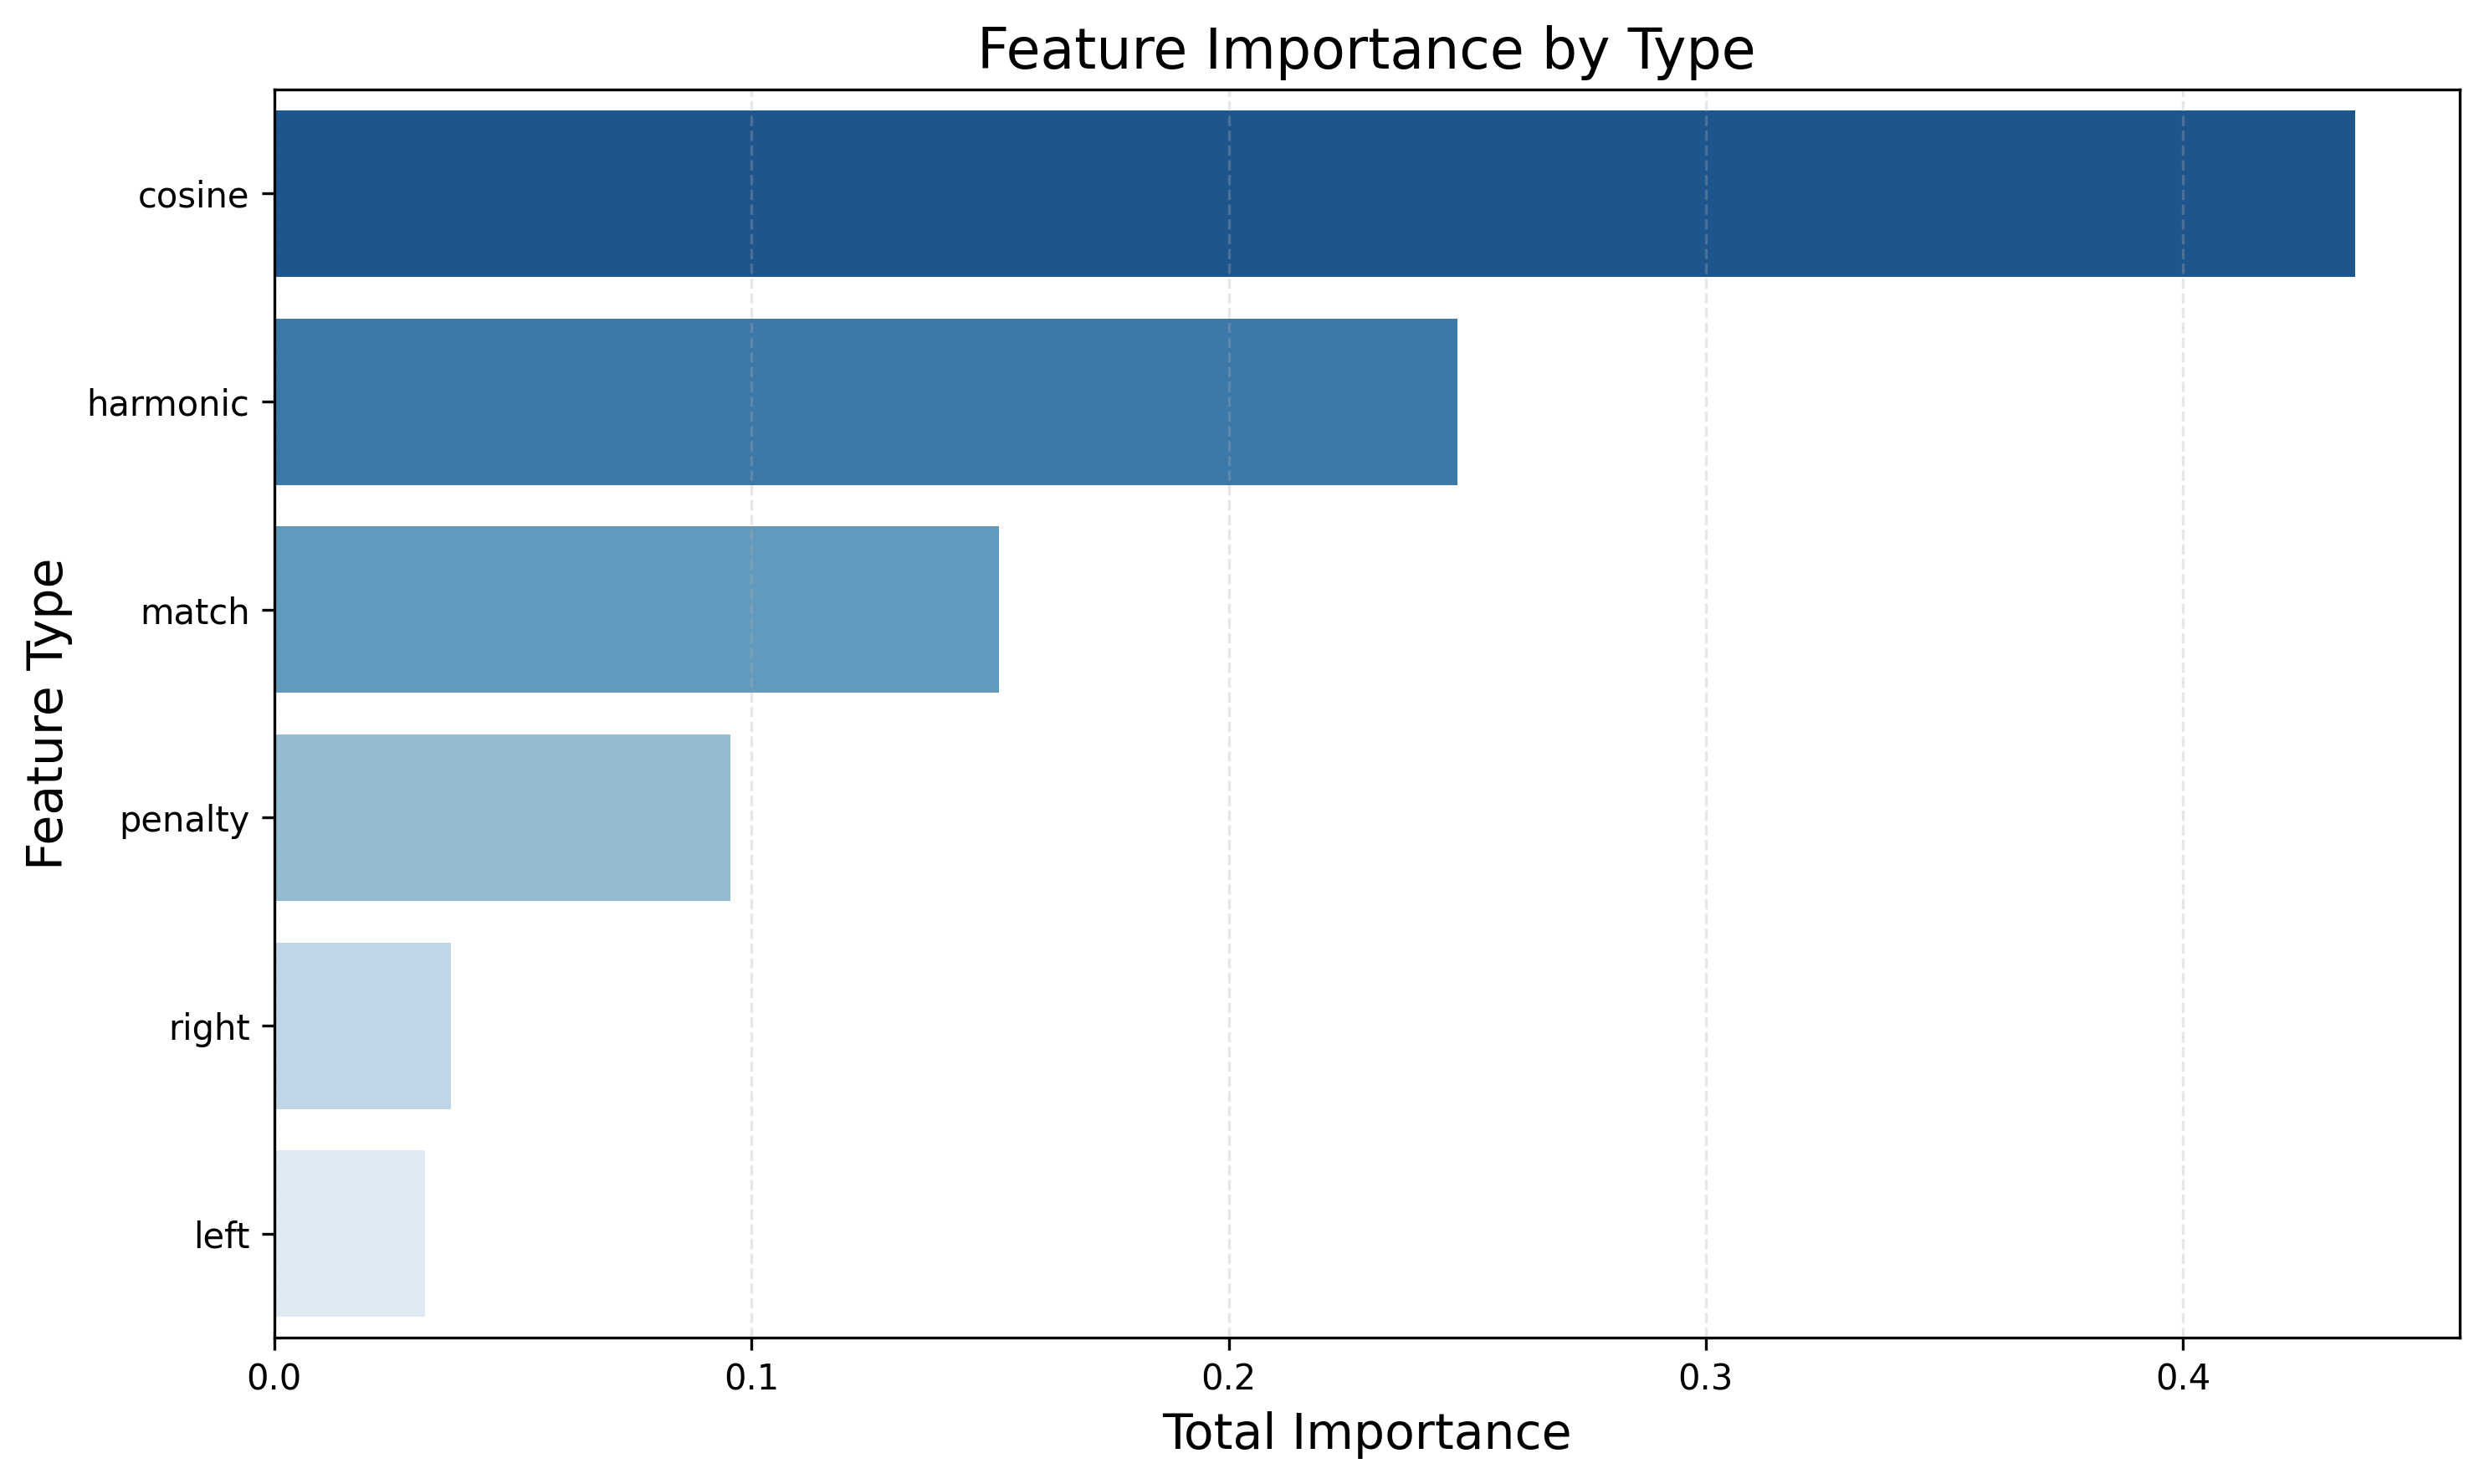 Feature Importance by Type
Feature Type
cosine
harmonic
match
penalty
right
left
0.0 0.1 0.2 0.3 0.4
Total Importance